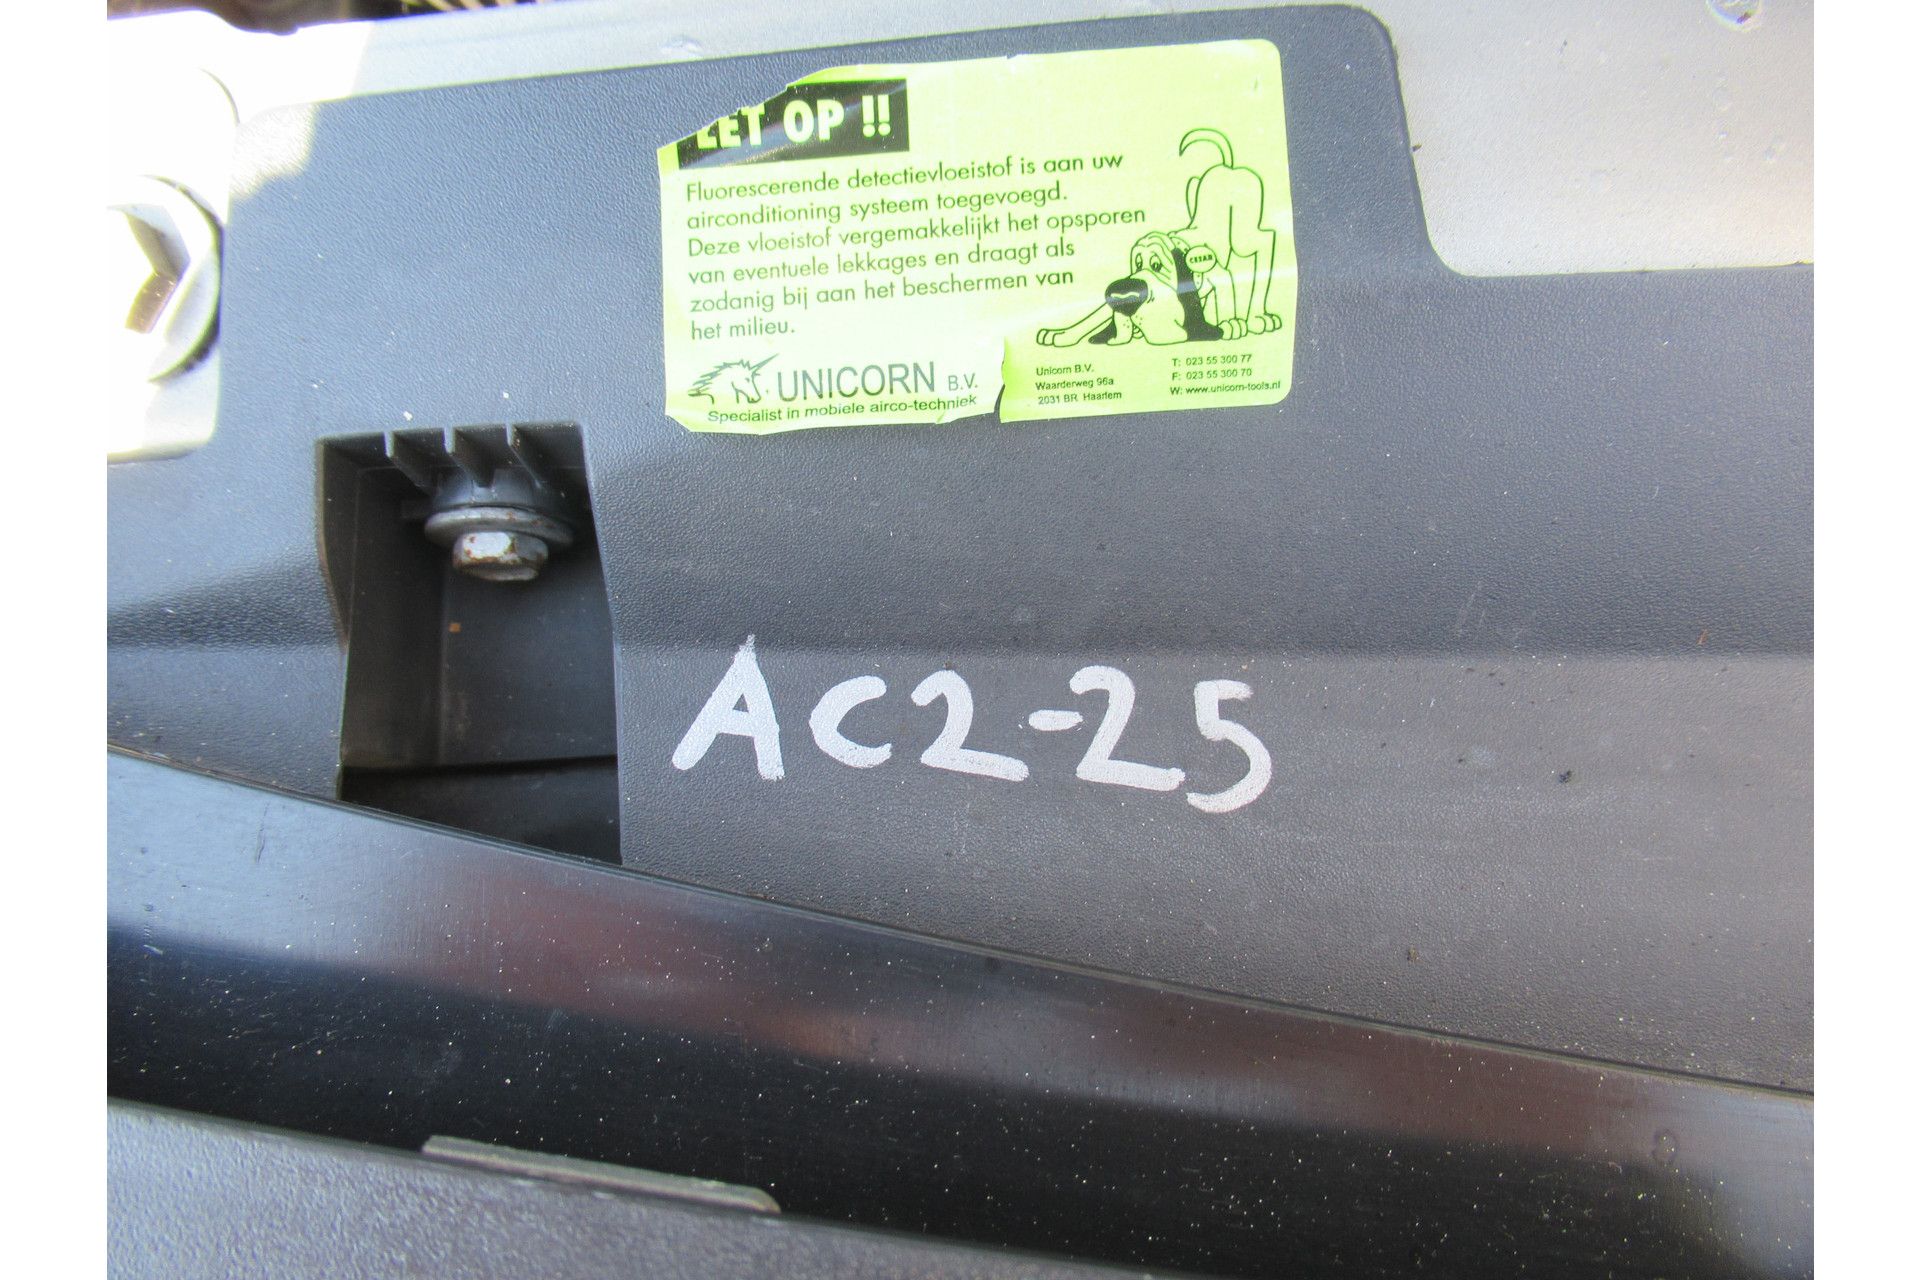 LET OP !!
Fluorescerende detectievloeistof is aan uw
airconditioning systeem toegevoegd.
Deze vloeistof vergemakkelijkt het opsporen
van eventuele lekkages en draagt als
zodanig bij aan het beschermen van
het milieu.
CESAR
UNICORN B.V.
Specialist in mobiele airco-techniek
Unicorn B.V.
Waarderweg 96a
2031 BR Haarlem
T: 023 55 300 77
F: 023 55 300 70
W: www.unicorn-tools.nl
AC2-25